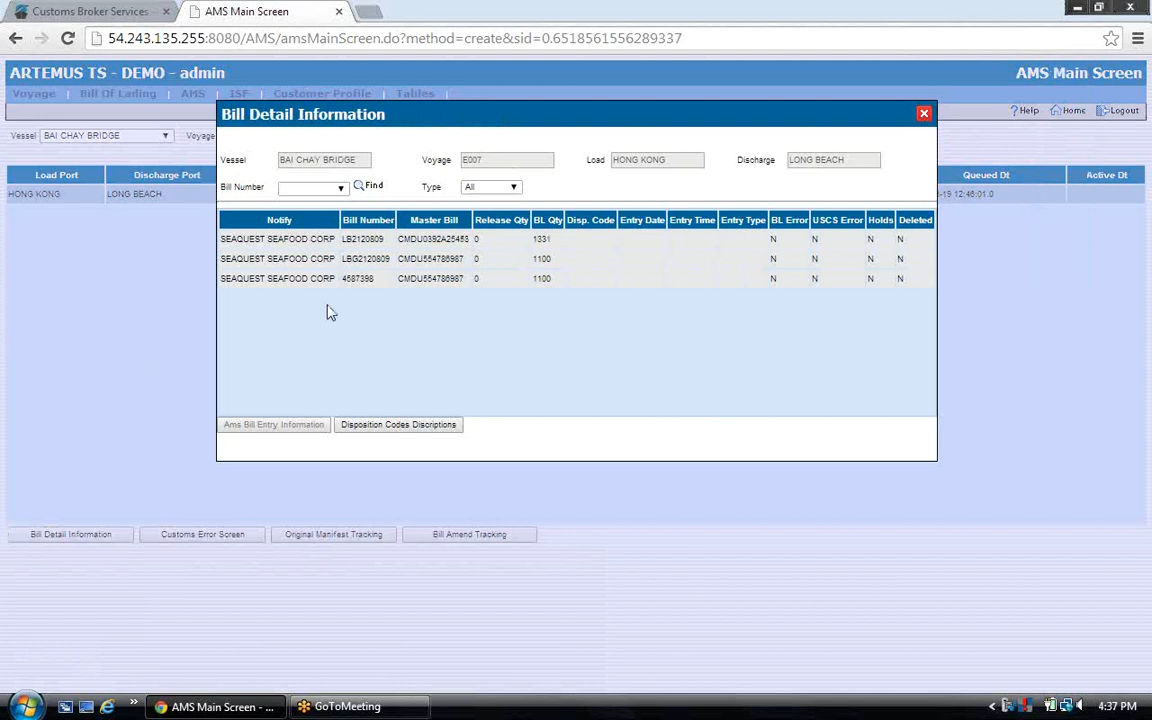 Customs Broker Services
AMS Main Screen
54.243.135.255:8080/AMS/amsMainScreen.do?method=create&sid=0.6518561556289337
ARTEMUS TS - DEMO - admin
AMS Main Screen
Voyage | Bill Of Lading | AMS | ISF | Customer Profile | Tables |
?Help Home Logout
Vessel BAI CHAY BRIDGE Voyage
Load Port Discharge Port Queued Dt Active Dt
HONG KONG LONG BEACH -19 12:46:01.0
Bill Detail Information
Vessel BAI CHAY BRIDGE Voyage E007 Load HONG KONG Discharge LONG BEACH
Bill Number Find Type All
Notify Bill Number Master Bill Release Qty BL Qty Disp. Code Entry Date Entry Time Entry Type BL Error USCS Error Holds Deleted
SEAQUEST SEAFOOD CORP LB2120809 CMDU0392A25453 0 1331 N N N N
SEAQUEST SEAFOOD CORP LBG2120809 CMDU554786987 0 1100 N N N N
SEAQUEST SEAFOOD CORP 4587398 CMDU554786987 0 1100 N N N N
Ams Bill Entry Information Disposition Codes Discriptions
Bill Detail Information Customs Error Screen Original Manifest Tracking Bill Amend Tracking
AMS Main Screen - ... GoToMeeting 4:37 PM